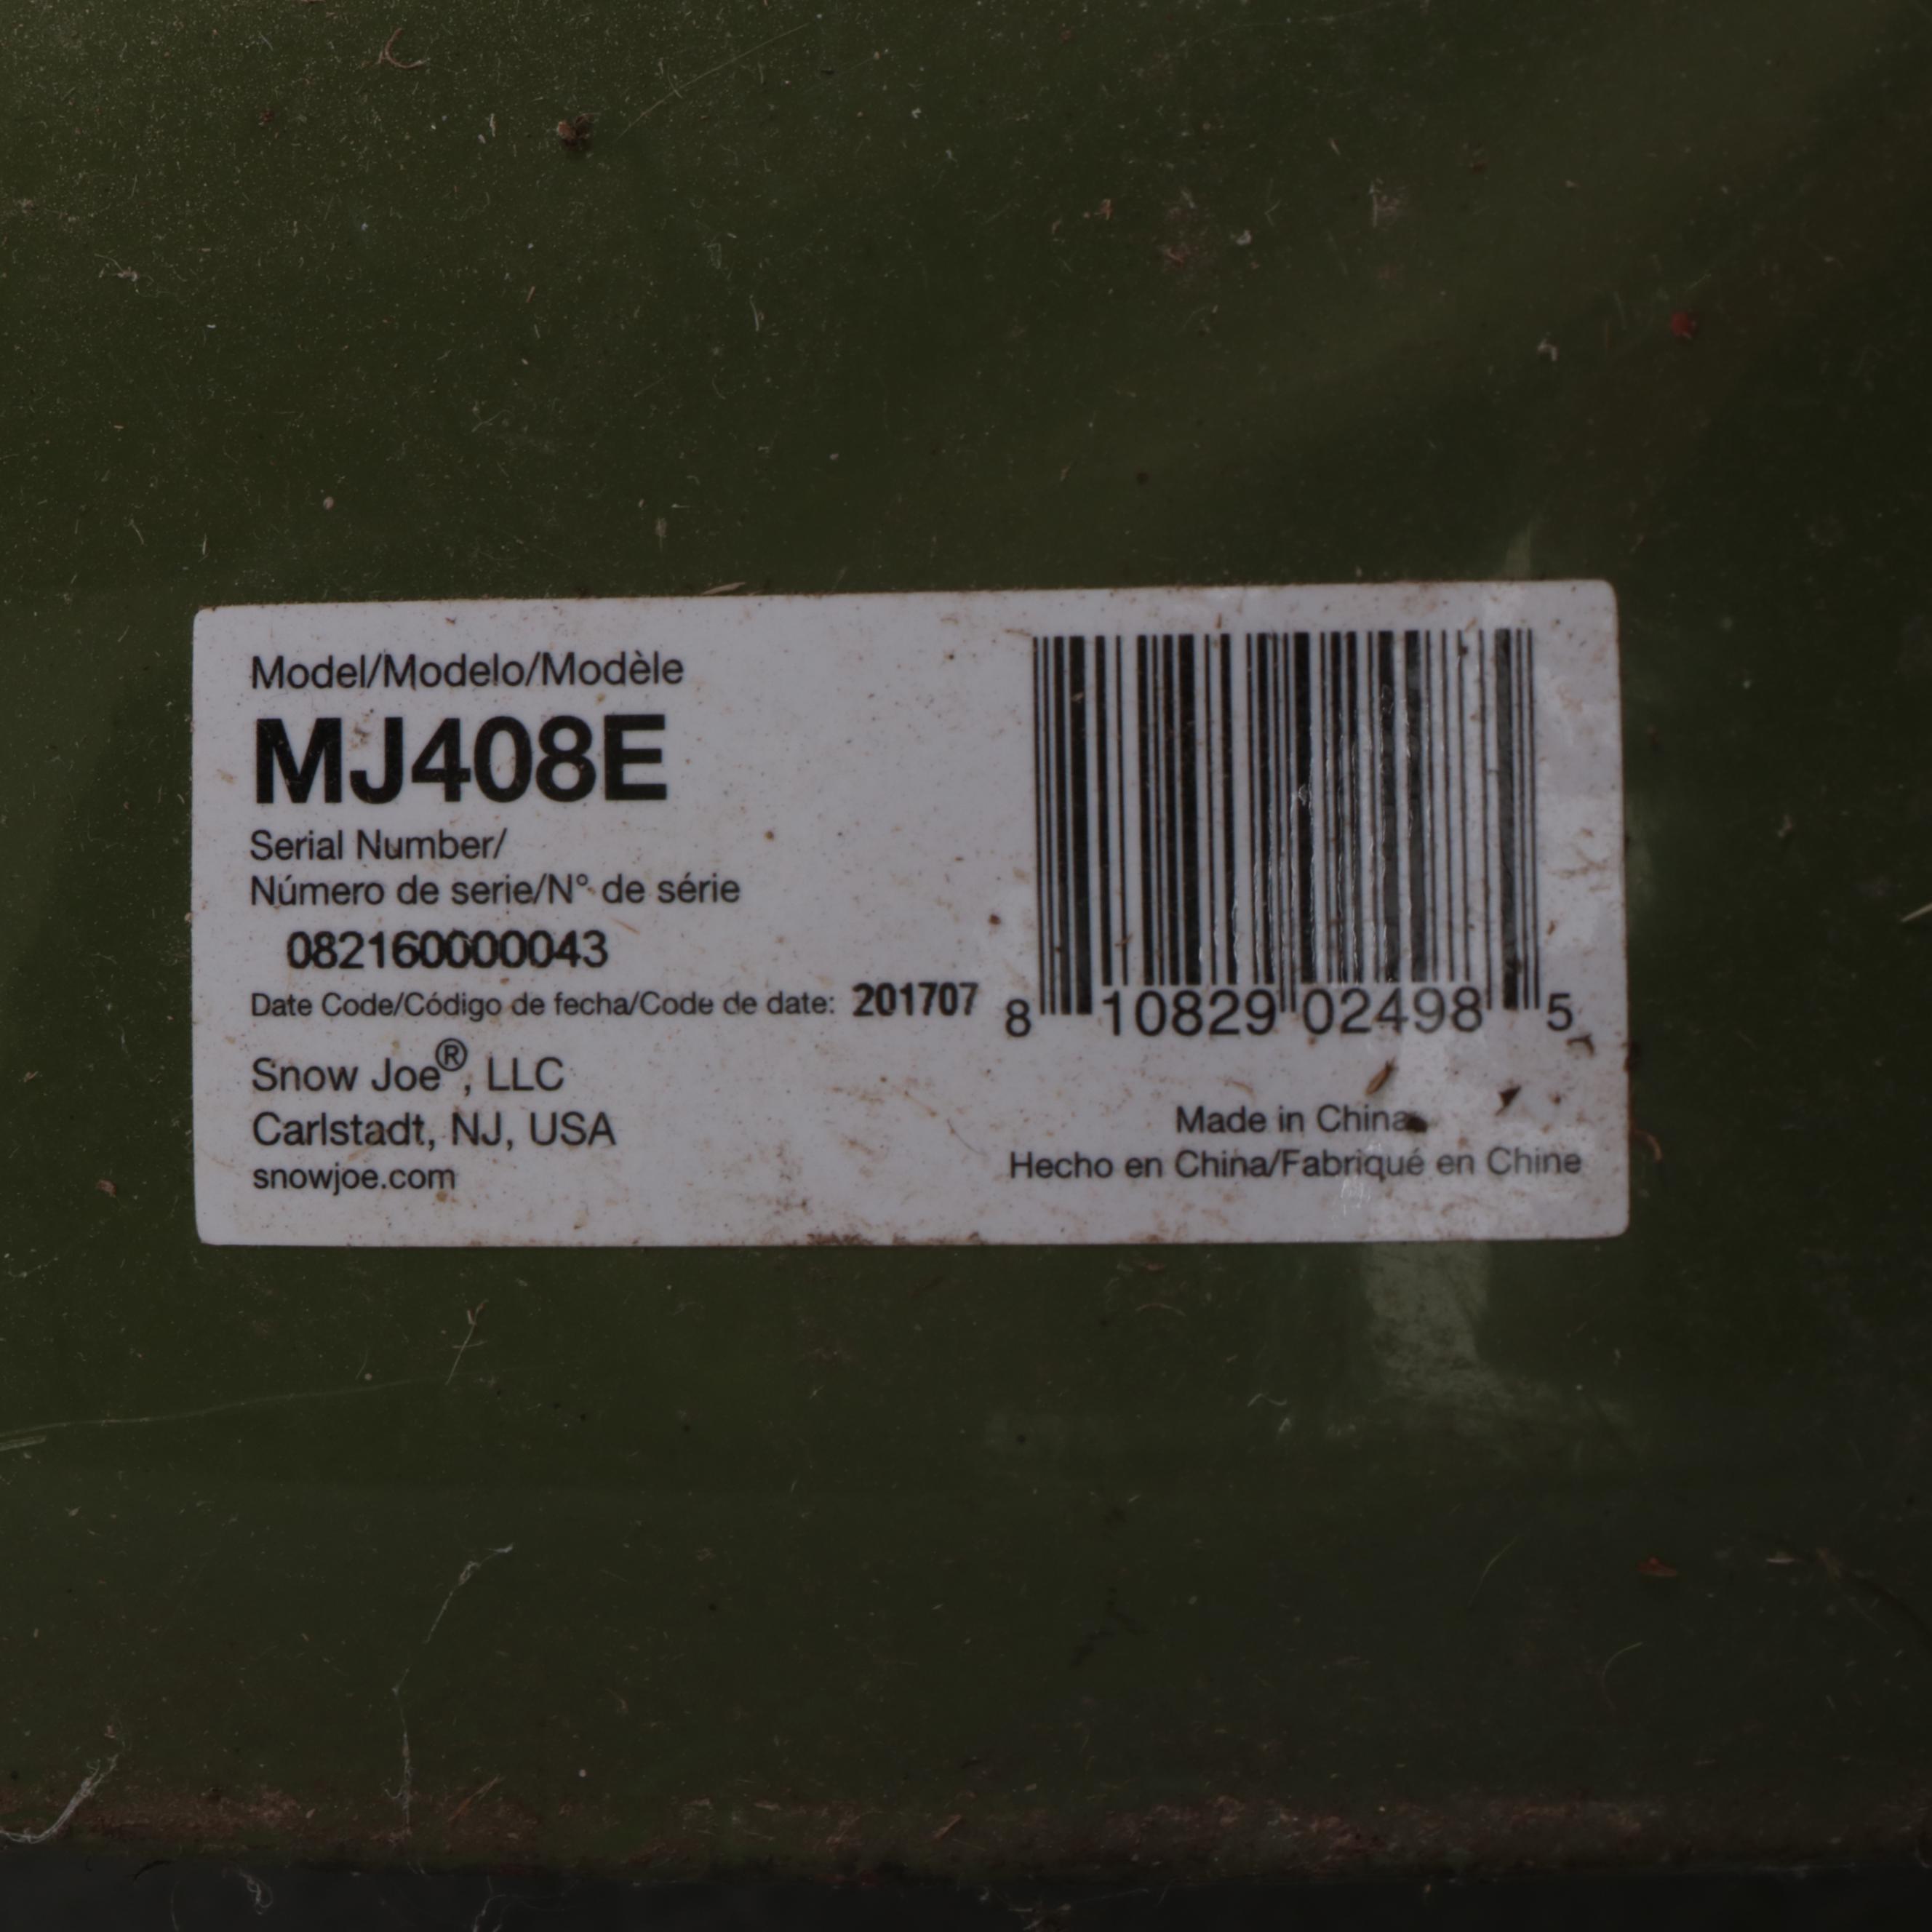 Model/Modelo/Modèle
MJ408E
Serial Number/
Número de serie/N° de série
082160000043
Date Code/Código de fecha/Code de date: 201707
Snow Joe®, LLC
Carlstadt, NJ, USA
snowjoe.com
8 10829 02498 5
Made in China
Hecho en China/Fabriqué en Chine